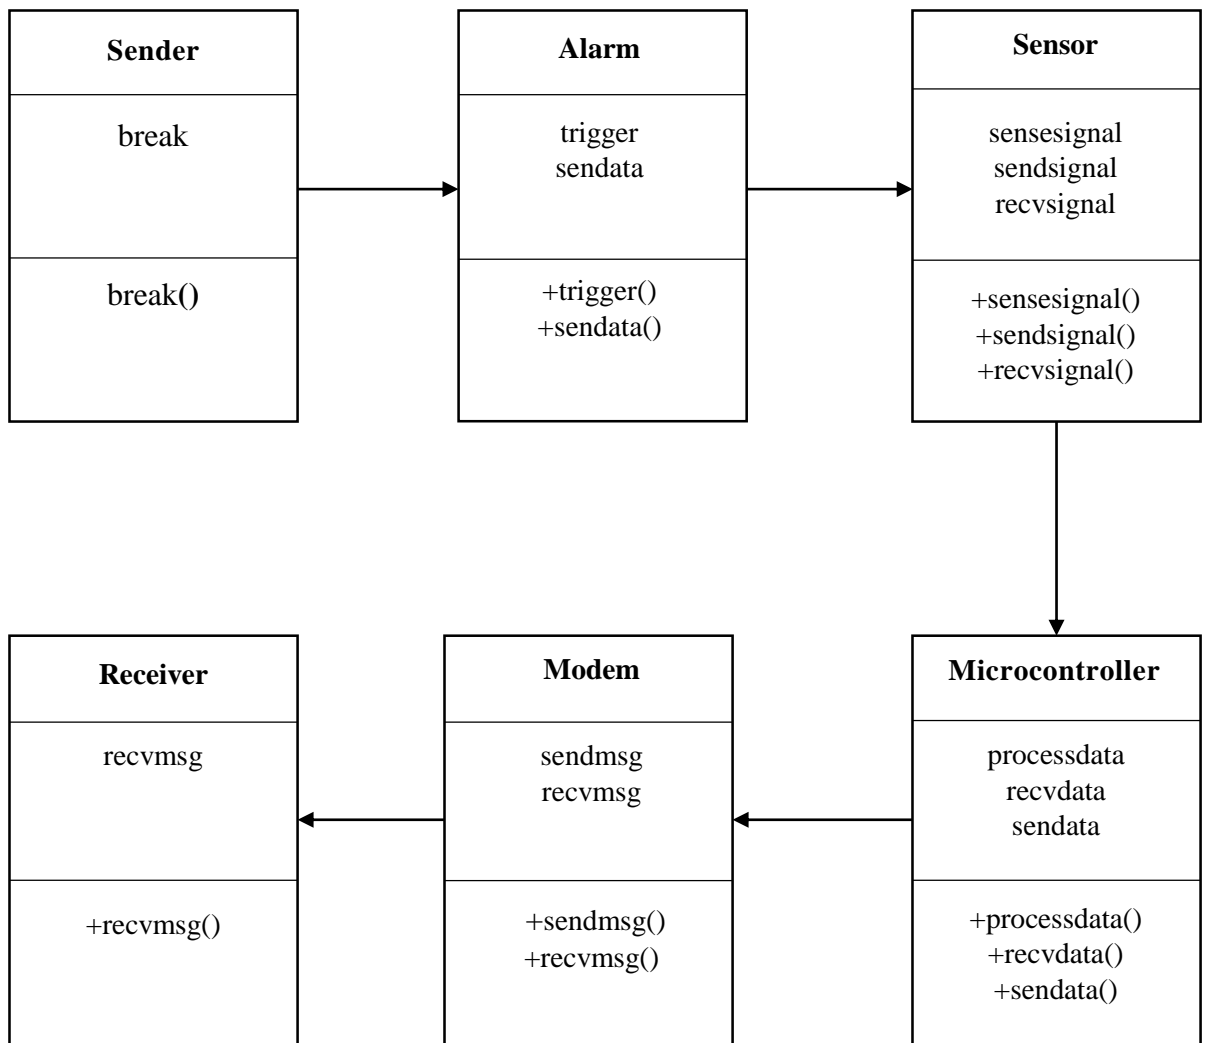 Sender
break
break()
Alarm
trigger
sendata
+trigger()
+sendata()
Sensor
sensesignal
sendsignal
recvsignal
+sensesignal()
+sendsignal()
+recvsignal()
Receiver
recvmsg
+recvmsg()
Modem
sendmsg
recvmsg
+sendmsg()
+recvmsg()
Microcontroller
processdata
recvdata
sendata
+processdata()
+recvdata()
+sendata()